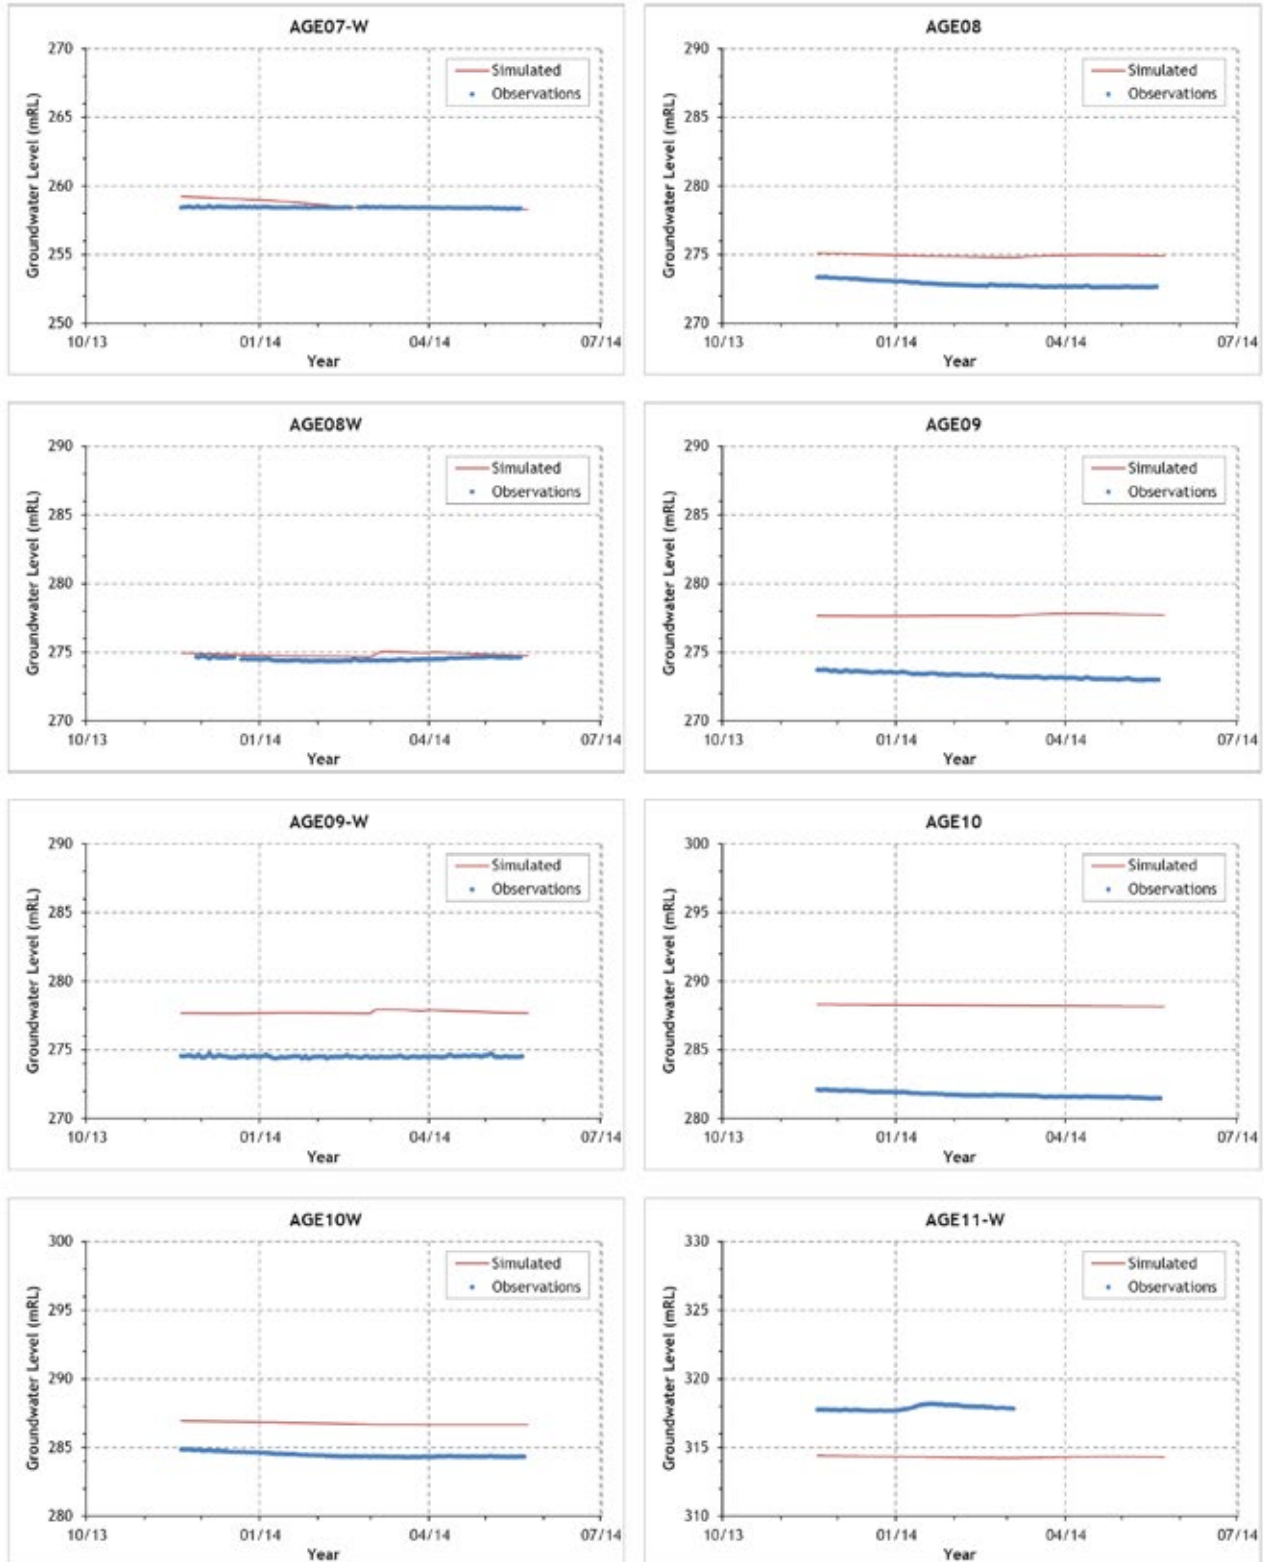 AGE07-W
270
265
260
255
250
Groundwater Level (mRL)
Simulated
Observations
10/13
01/14
04/14
07/14
Year
AGE08
290
285
280
275
270
Groundwater Level (mRL)
Simulated
Observations
10/13
01/14
04/14
07/14
Year
AGE08W
290
285
280
275
270
Groundwater Level (mRL)
Simulated
Observations
10/13
01/14
04/14
07/14
Year
AGE09
290
285
280
275
270
Groundwater Level (mRL)
Simulated
Observations
10/13
01/14
04/14
07/14
Year
AGE09-W
290
285
280
275
270
Groundwater Level (mRL)
Simulated
Observations
10/13
01/14
04/14
07/14
Year
AGE10
300
295
290
285
280
Groundwater Level (mRL)
Simulated
Observations
10/13
01/14
04/14
07/14
Year
AGE10W
300
295
290
285
280
Groundwater Level (mRL)
Simulated
Observations
10/13
01/14
04/14
07/14
Year
AGE11-W
330
325
320
315
310
Groundwater Level (mRL)
Simulated
Observations
10/13
01/14
04/14
07/14
Year